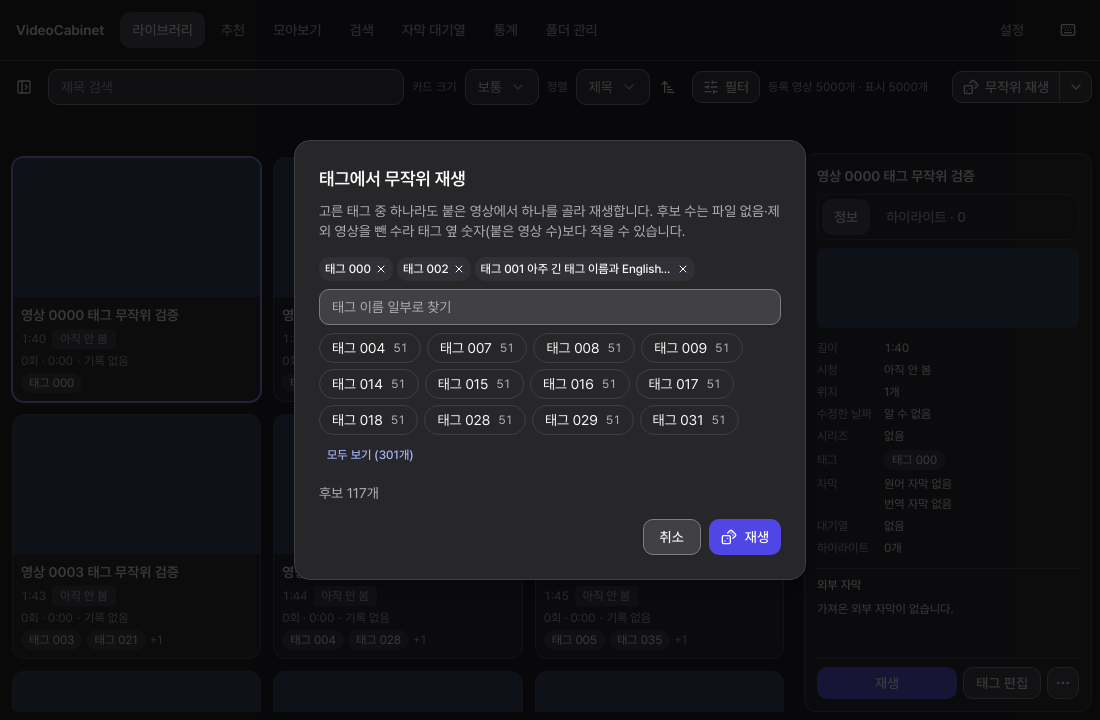 VideoCabinet 라이브러리 추천 모아보기 검색 자막 대기열 통계 폴더 관리 설정
제목 검색 카드 크기 보통 정렬 제목 필터 등록 영상 5000개 · 표시 5000개 무작위 재생
태그에서 무작위 재생
고른 태그 중 하나라도 붙은 영상에서 하나를 골라 재생합니다. 후보 수는 파일 없음·제
외 영상을 뺀 수라 태그 옆 숫자(붙은 영상 수)보다 적을 수 있습니다.
태그 000 태그 002 태그 001 아주 긴 태그 이름과 English...
태그 이름 일부로 찾기
태그 004 51 태그 007 51 태그 008 51 태그 009 51
태그 014 51 태그 015 51 태그 016 51 태그 017 51
태그 018 51 태그 028 51 태그 029 51 태그 031 51
모두 보기 (301개)
후보 117개
취소 재생
영상 0000 태그 무작위 검증
1:40 아직 안 봄
0회 · 0:00 · 기록 없음
태그 000
영상 0003 태그 무작위 검증
1:43 아직 안 봄
0회 · 0:00 · 기록 없음
태그 003 태그 021 +1
1:44 아직 안 봄
0회 · 0:00 · 기록 없음
태그 004 태그 028 +1
1:45 아직 안 봄
0회 · 0:00 · 기록 없음
태그 005 태그 035 +1
영상 0000 태그 무작위 검증
정보 하이라이트 · 0
길이 1:40
시청 아직 안 봄
위치 1개
수정한 날짜 알 수 없음
시리즈 없음
태그 태그 000
자막 원어 자막 없음
번역 자막 없음
대기열 없음
하이라이트 0개
외부 자막
가져온 외부 자막이 없습니다.
재생 태그 편집